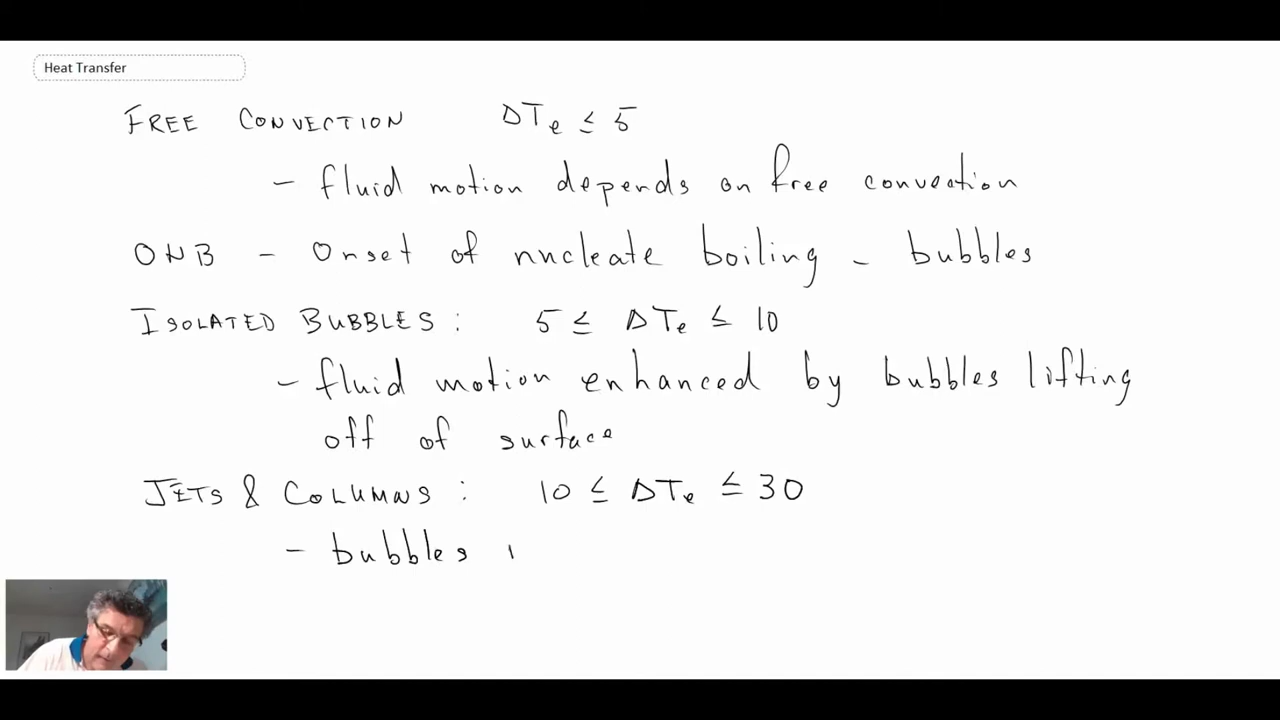 Heat Transfer
FREE CONVECTION ΔTe ≤ 5
- fluid motion depends on free convection
ONB - Onset of nucleate boiling - bubbles
ISOLATED BUBBLES : 5 ≤ ΔTe ≤ 10
- fluid motion enhanced by bubbles lifting
off of surface
JETS & COLUMNS : 10 ≤ ΔTe ≤ 30
- bubbles